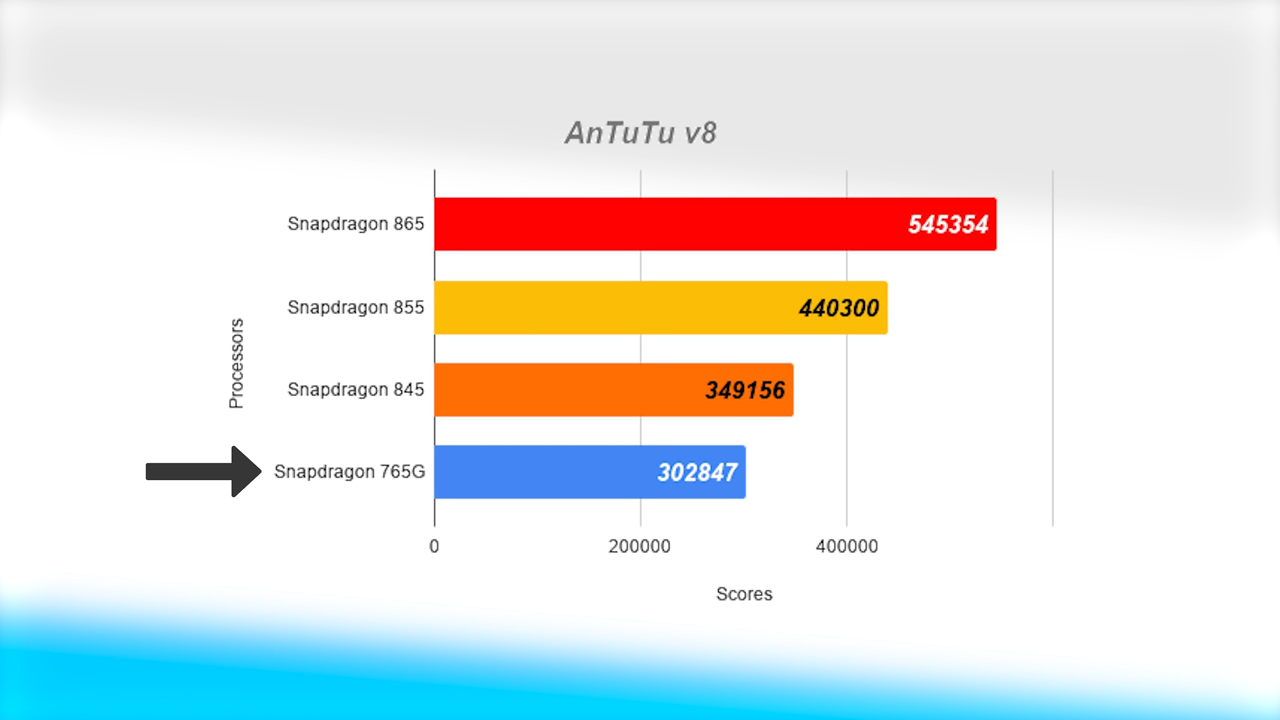 AnTuTu v8
Processors
Snapdragon 865
545354
Snapdragon 855
440300
Snapdragon 845
349156
Snapdragon 765G
302847
0
200000
400000
Scores